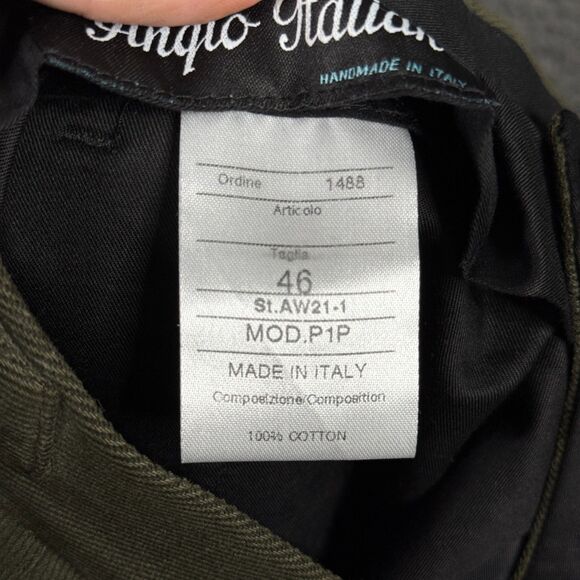 Anglo Italian
HANDMADE IN ITALY
Ordine 1488
Articolo
Taglia
46
St.AW21-1
MOD.P1P
MADE IN ITALY
Composizione/Composition
100% COTTON